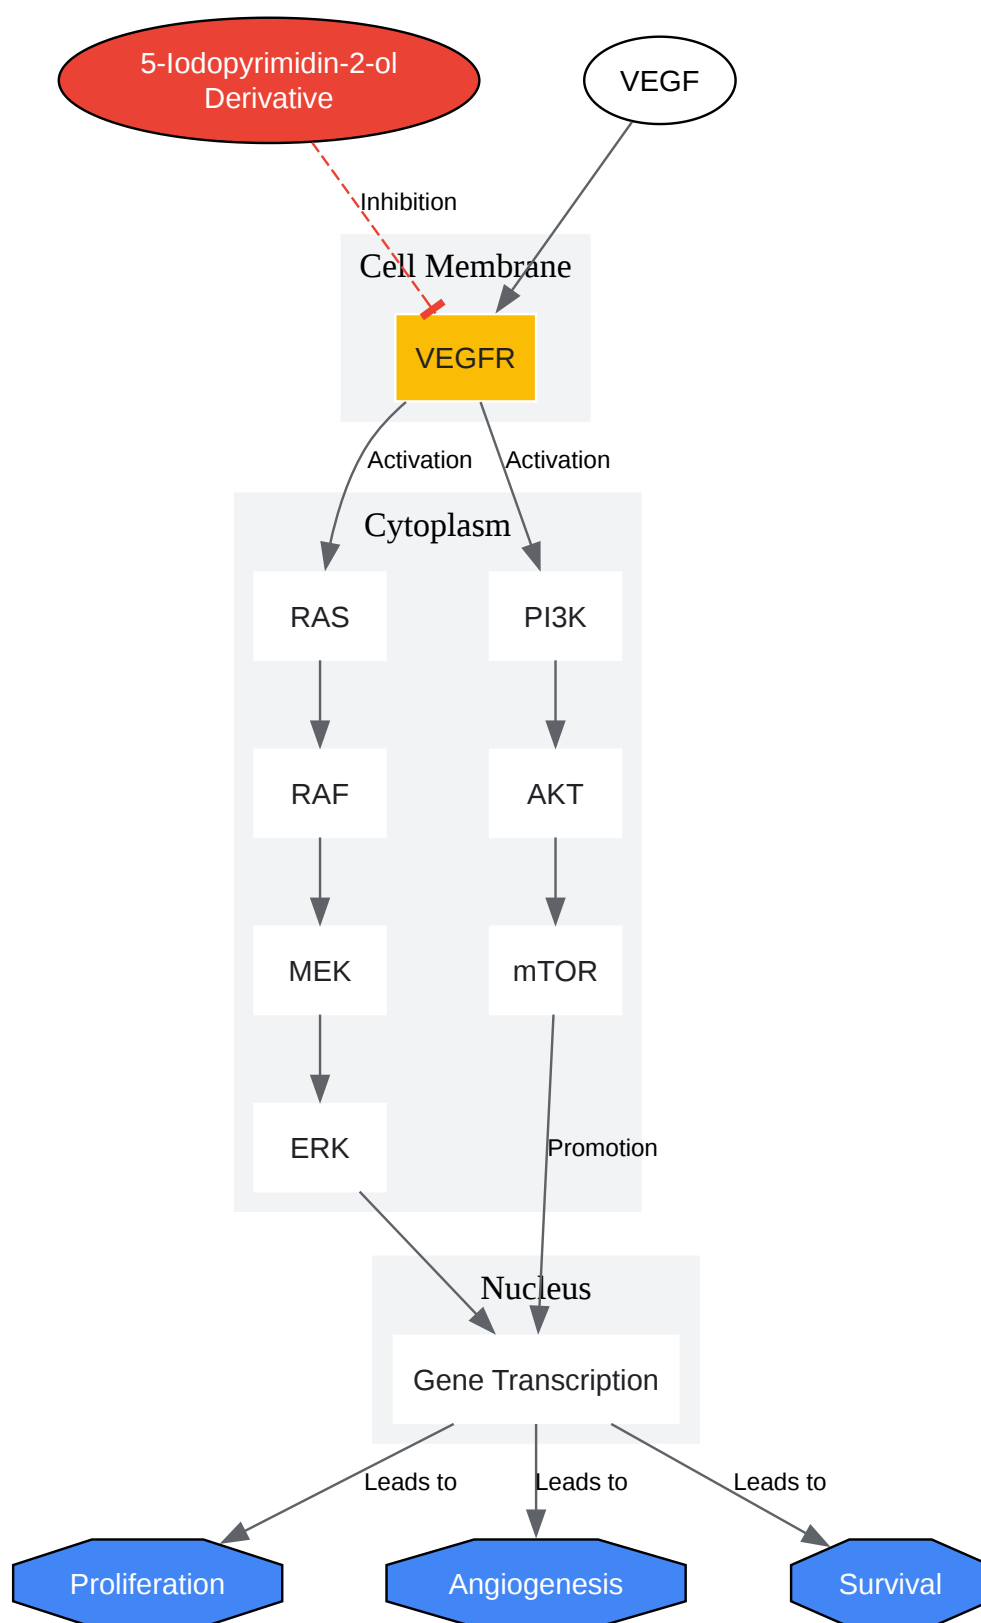 5-Iodopyrimidin-2-ol
Derivative
VEGF
Inhibition
Cell Membrane
VEGFR
Activation
Activation
Cytoplasm
RAS
PI3K
RAF
AKT
MEK
mTOR
ERK
Promotion
Nucleus
Gene Transcription
Leads to
Leads to
Leads to
Proliferation
Angiogenesis
Survival